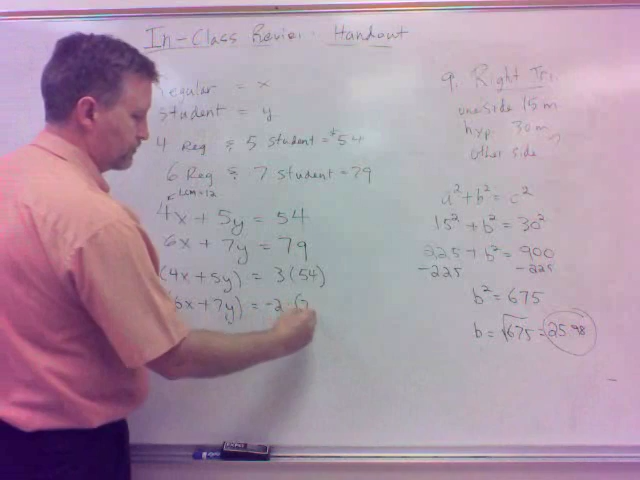 In-Class Review Handout
regular = x
student = y
4 Reg & 5 student = $54
6 Reg & 7 student = 79
LCM=12
4x + 5y = 54
6x + 7y = 79
(4x + 5y) = 3(54)
6x + 7y) = -2 (7
9. Right Tri.
one side 15 m
hyp. 30 m
other side
a² + b² = c²
15² + b² = 30²
225 + b² = 900
-225 -225
b² = 675
b = √675 = 25.98
EXPO